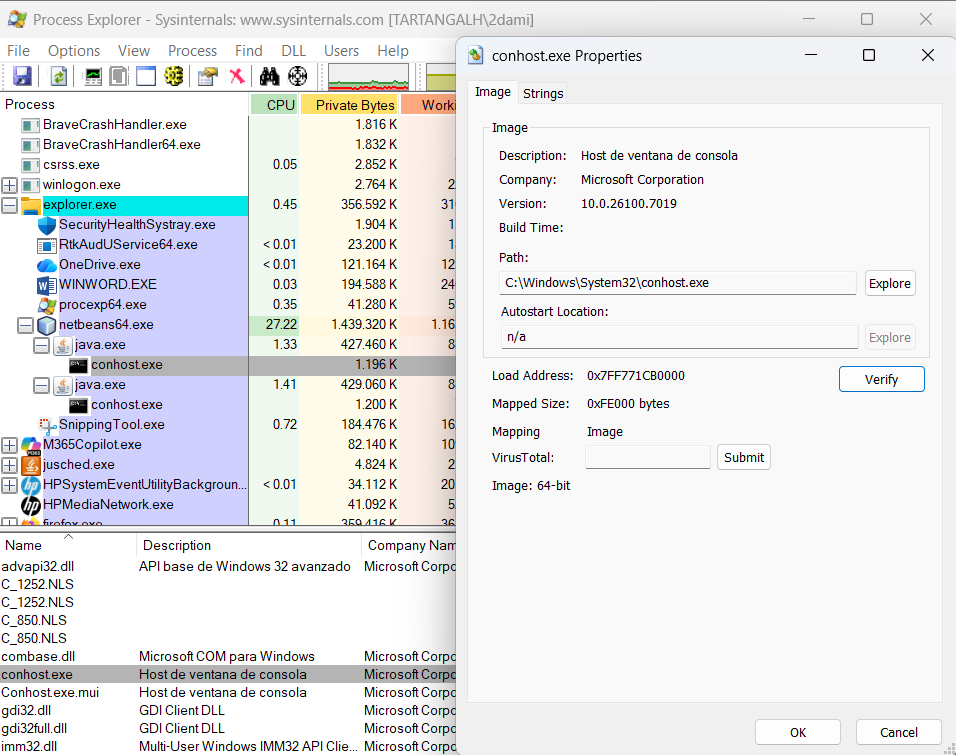 Process Explorer - Sysinternals: www.sysinternals.com [TARTANGALH\2dami]
File Options View Process Find DLL Users Help
Process CPU Private Bytes Worki
BraveCrashHandler.exe 1.816 K
BraveCrashHandler64.exe 1.832 K
csrss.exe 0.05 2.852 K
winlogon.exe 2.764 K 2
explorer.exe 0.45 356.592 K 31
SecurityHealthSystray.exe 1.904 K 1
RtkAudUService64.exe < 0.01 23.200 K 1
OneDrive.exe < 0.01 121.164 K 12
WINWORD.EXE 0.03 194.588 K 24
procexp64.exe 0.35 41.280 K 5
netbeans64.exe 27.22 1.439.320 K 1.16
java.exe 1.33 427.460 K 8
conhost.exe 1.196 K
java.exe 1.41 429.060 K 8
conhost.exe 1.200 K
SnippingTool.exe 0.72 184.476 K 16
M365Copilot.exe 82.140 K 10
jusched.exe 4.824 K 2
HPSystemEventUtilityBackgroun... < 0.01 34.112 K 20
HPMediaNetwork.exe 41.092 K 5
firefox.exe 0.11 359.416 K 36
Name Description Company Nam
advapi32.dll API base de Windows 32 avanzado Microsoft Corpo
C_1252.NLS
C_1252.NLS
C_850.NLS
C_850.NLS
combase.dll Microsoft COM para Windows Microsoft Corpo
conhost.exe Host de ventana de consola Microsoft Corpo
Conhost.exe.mui Host de ventana de consola Microsoft Corpo
gdi32.dll GDI Client DLL Microsoft Corpo
gdi32full.dll GDI Client DLL Microsoft Corpo
imm32.dll Multi-User Windows IMM32 API Clie... Microsoft Corpo
conhost.exe Properties
Image Strings
Image
Description: Host de ventana de consola
Company: Microsoft Corporation
Version: 10.0.26100.7019
Build Time:
Path:
C:\Windows\System32\conhost.exe Explore
Autostart Location:
n/a Explore
Load Address: 0x7FF771CB0000 Verify
Mapped Size: 0xFE000 bytes
Mapping Image
VirusTotal: Submit
Image: 64-bit
OK Cancel